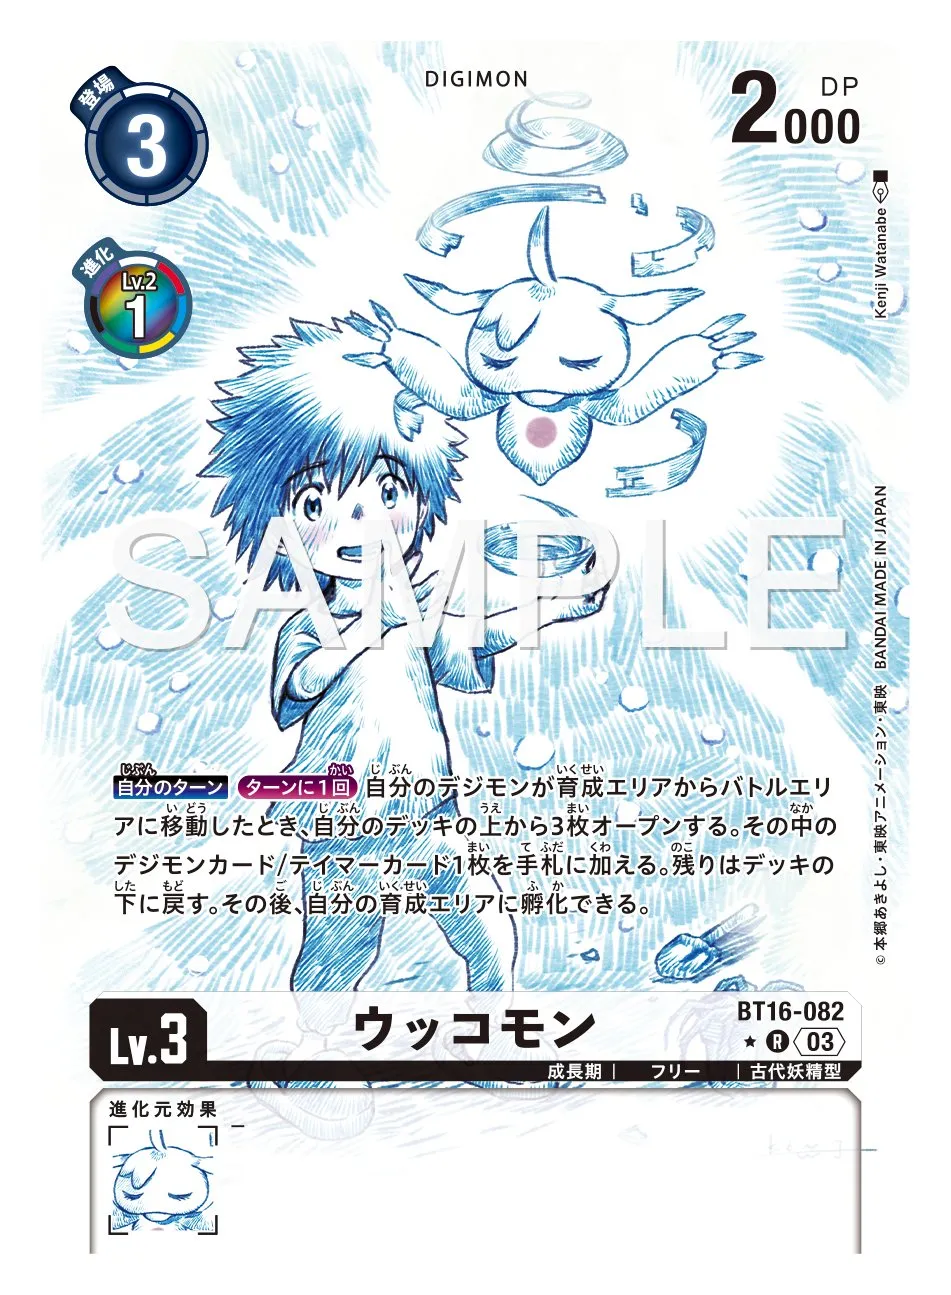 登場
3
DIGIMON
DP
2000
進化
Lv.2
1
Kenji Watanabe
SAMPLE
自分のターン ターンに1回 自分のデジモンが育成エリアからバトルエリ
アに移動したとき、自分のデッキの上から3枚オープンする。その中の
デジモンカード/テイマーカード1枚を手札に加える。残りはデッキの
下に戻す。その後、自分の育成エリアに孵化できる。
©本郷あきよし・東映アニメーション・東映 BANDAI MADE IN JAPAN
Lv.3
ウッコモン
BT16-082
R 03
成長期 | フリー | 古代妖精型
進化元効果
–